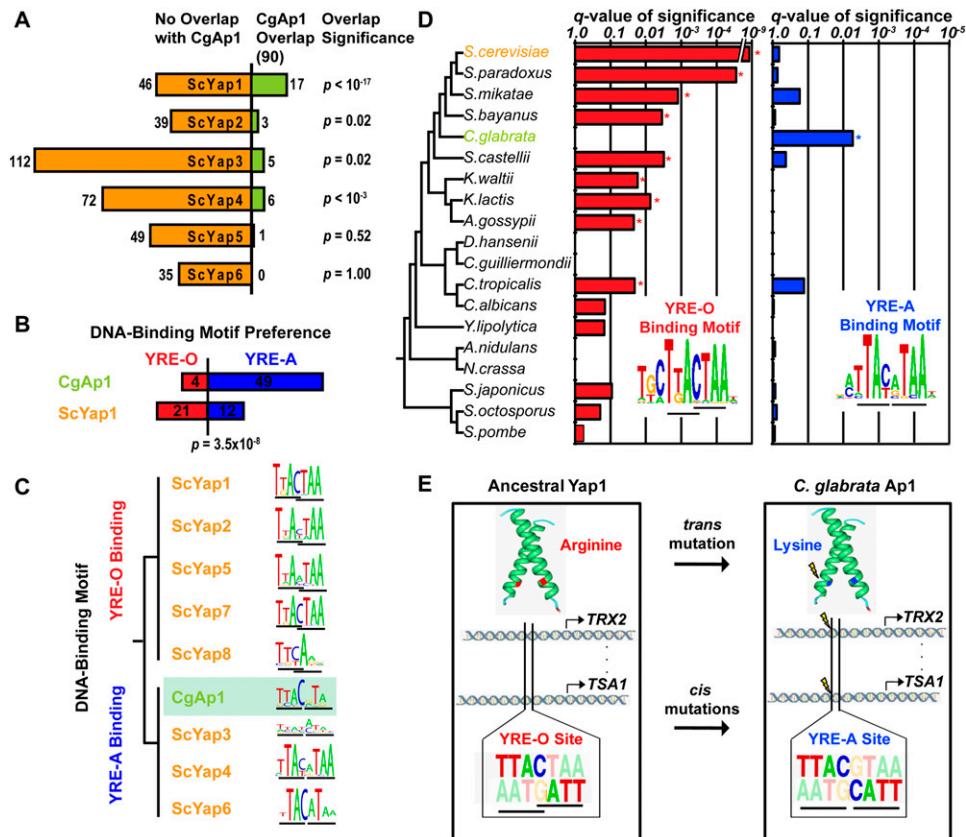 A
No Overlap with CgAp1
CgAp1 Overlap (90)
Overlap Significance
46 ScYap1 17 p < 10-17
39 ScYap2 3 p = 0.02
112 ScYap3 5 p = 0.02
72 ScYap4 6 p < 10-3
49 ScYap5 1 p = 0.52
35 ScYap6 0 p = 1.00
B
DNA-Binding Motif Preference
YRE-O YRE-A
CgAp1 4 49
ScYap1 21 12
p = 3.5x10-8
C
DNA-Binding Motif
YRE-O Binding
YRE-A Binding
ScYap1
ScYap2
ScYap5
ScYap7
ScYap8
CgAp1
ScYap3
ScYap4
ScYap6
D
q-value of significance
1.0 0.1 0.01 10-3 10-4 10-9
q-value of significance
1.0 0.1 0.01 10-3 10-4 10-5
S.cerevisiae
S.paradoxus
S.mikatae
S.bayanus
C.glabrata
S.castellii
K.waltii
K.lactis
A.gossypii
D.hansenii
C.guilliermondii
C.tropicalis
C.albicans
Y.lipolytica
A.nidulans
N.crassa
S.japonicus
S.octosporus
S.pombe
YRE-O
Binding Motif
YRE-A
Binding Motif
E
Ancestral Yap1
C. glabrata Ap1
Arginine
trans
mutation
Lysine
TRX2
TRX2
TSA1
cis
mutations
TSA1
YRE-O Site
TTACTAA
AATGATT
YRE-A Site
TTACGTAA
AATGCATT